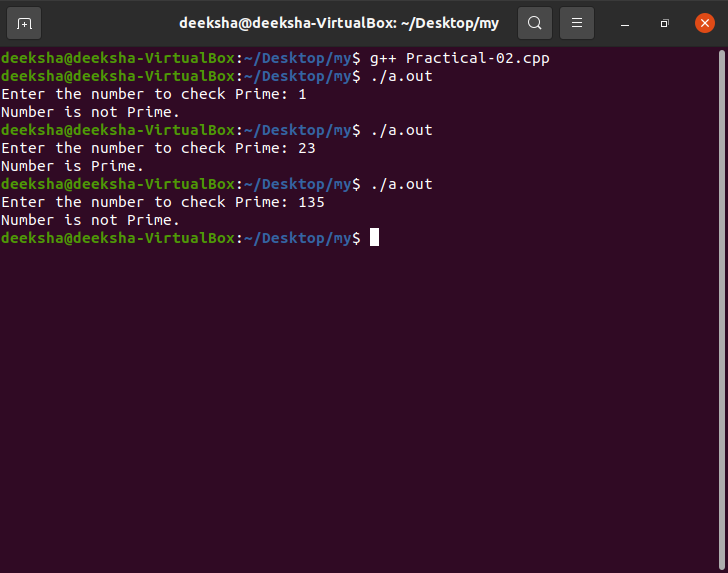 deeksha@deeksha-VirtualBox: ~/Desktop/my
deeksha@deeksha-VirtualBox:~/Desktop/my$ g++ Practical-02.cpp
deeksha@deeksha-VirtualBox:~/Desktop/my$ ./a.out
Enter the number to check Prime: 1
Number is not Prime.
deeksha@deeksha-VirtualBox:~/Desktop/my$ ./a.out
Enter the number to check Prime: 23
Number is Prime.
deeksha@deeksha-VirtualBox:~/Desktop/my$ ./a.out
Enter the number to check Prime: 135
Number is not Prime.
deeksha@deeksha-VirtualBox:~/Desktop/my$